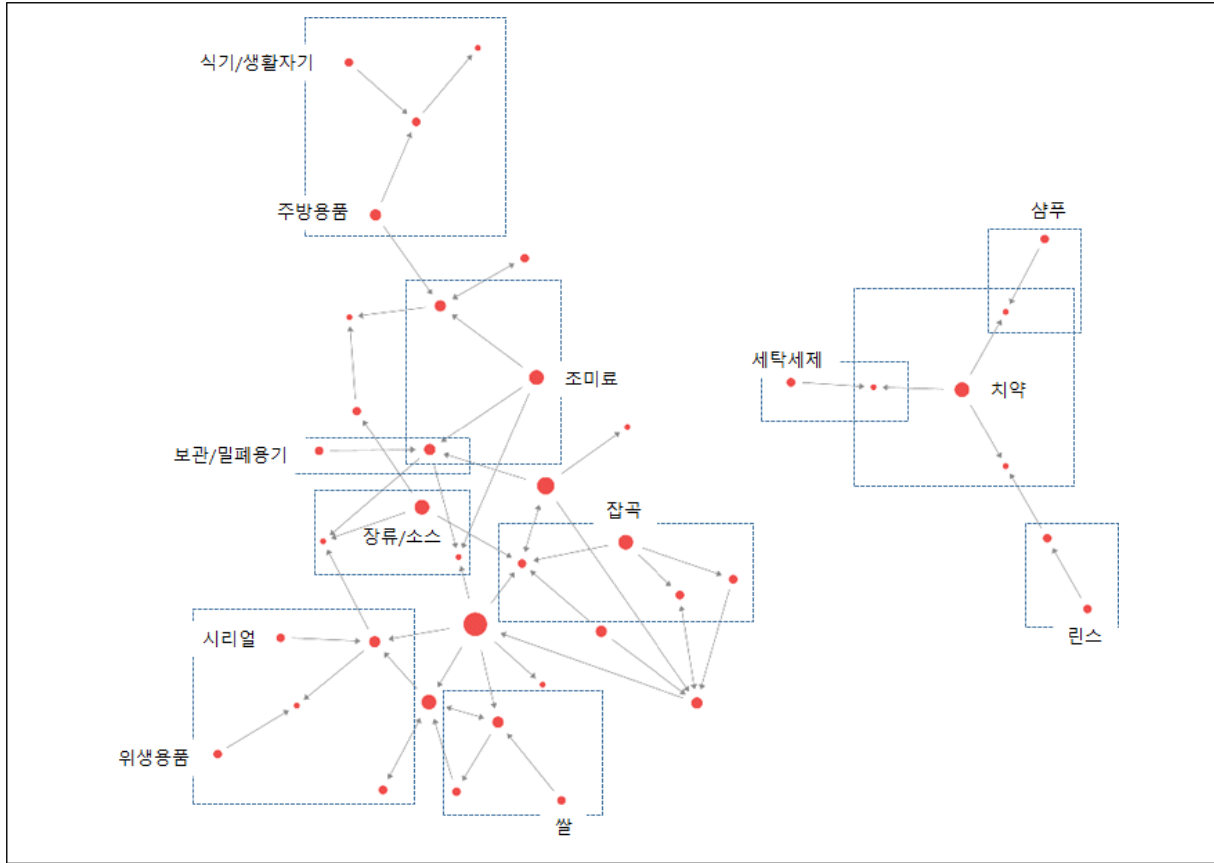 식기/생활자기
주방용품
샴푸
조미료
세탁세제
치약
보관/밀폐용기
잡곡
장류/소스
시리얼
린스
위생용품
쌀